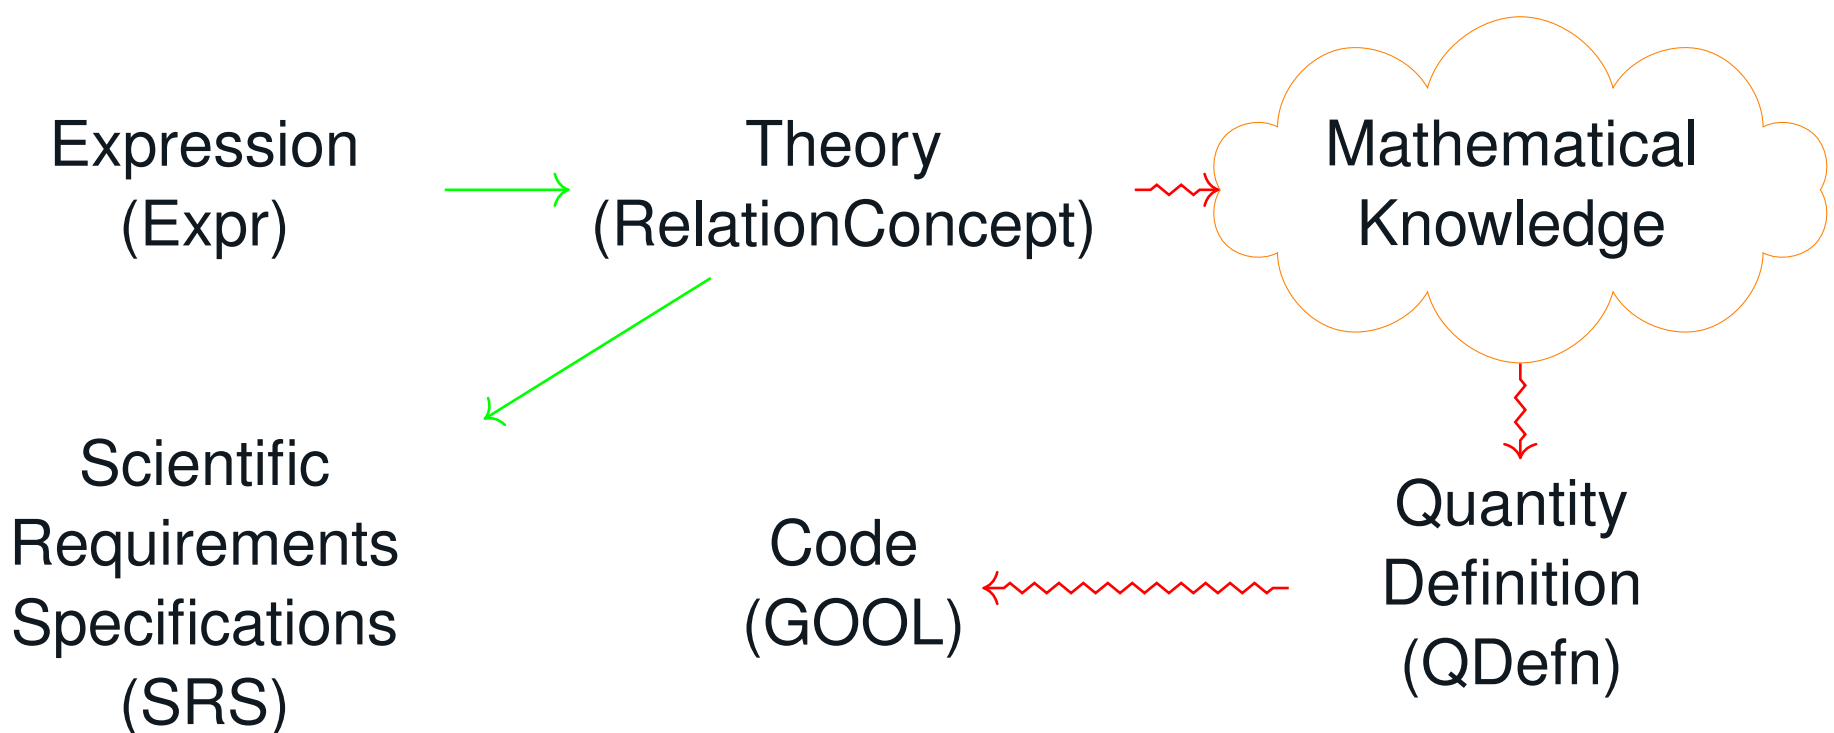 Expression
(Expr)
Theory
(RelationConcept)
Mathematical
Knowledge
Scientific
Requirements
Specifications
(SRS)
Code
(GOOL)
Quantity
Definition
(QDefn)